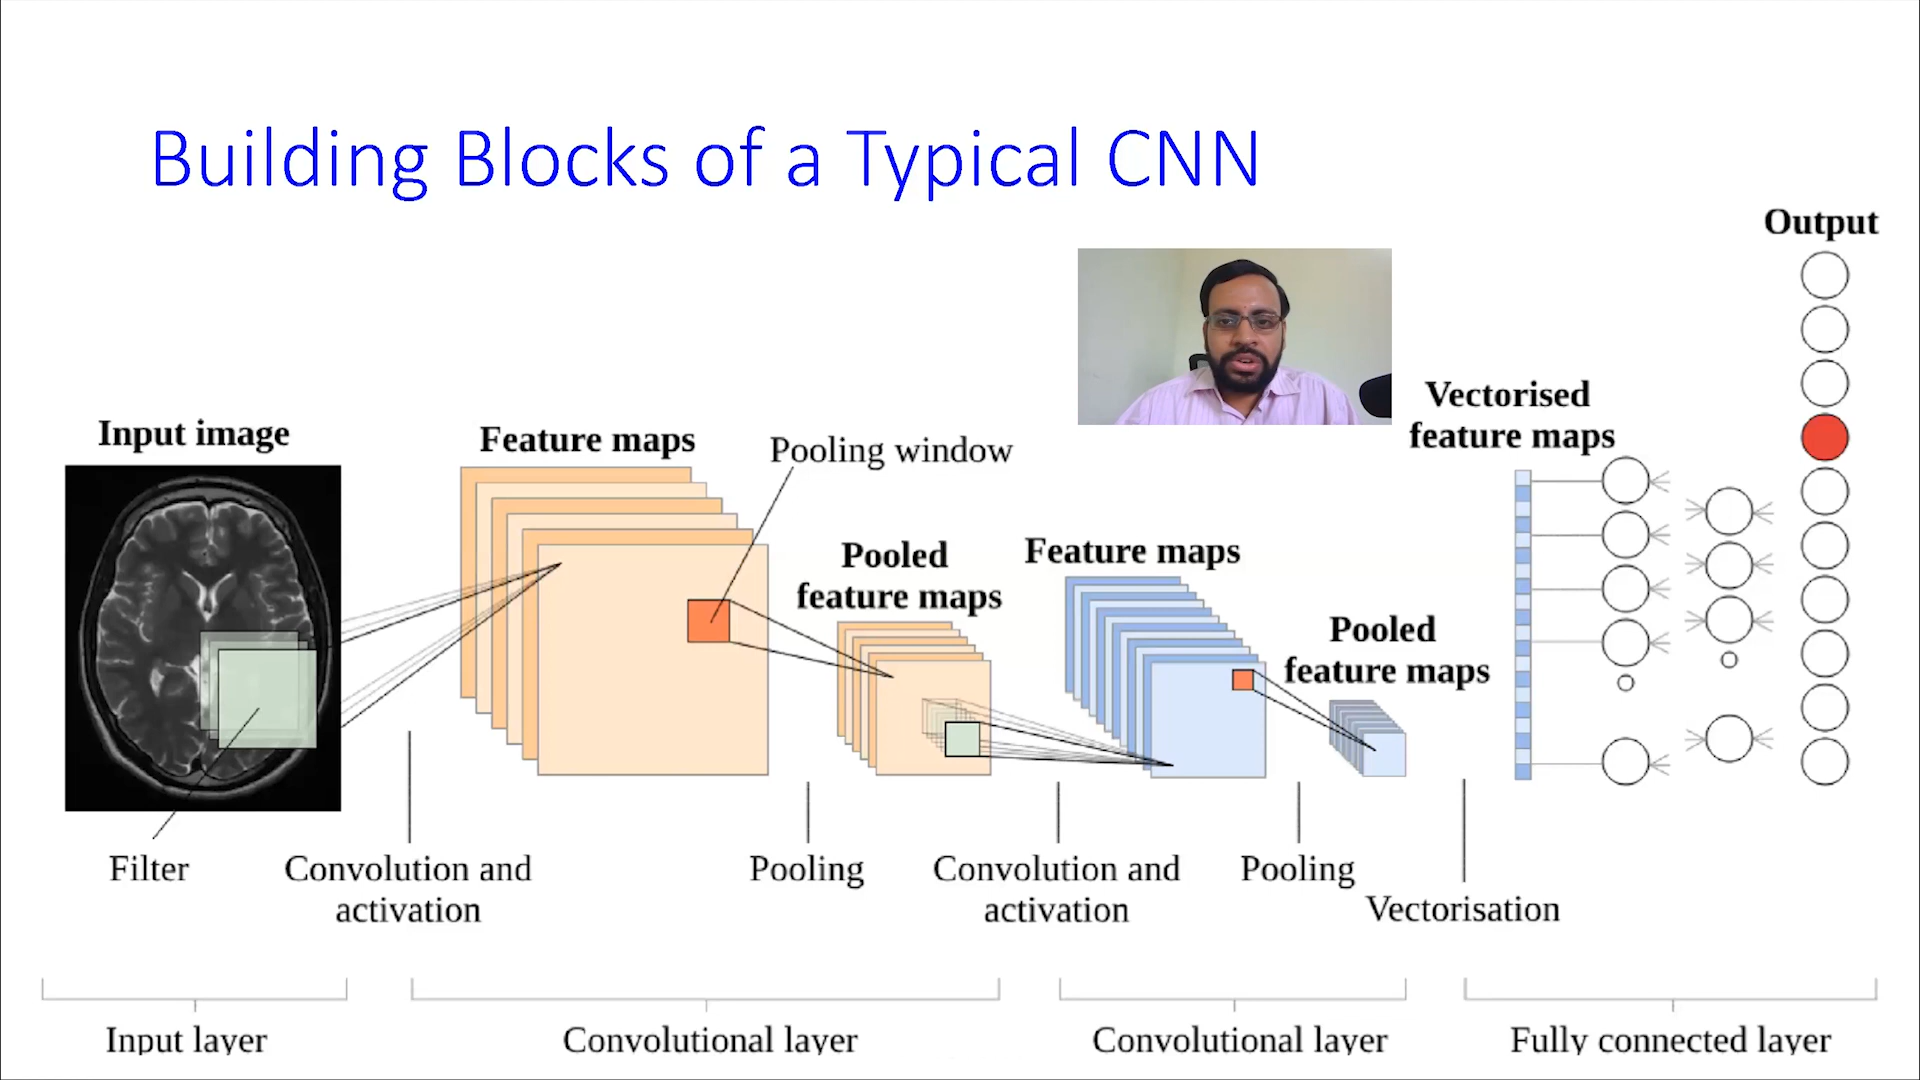 Building Blocks of a Typical CNN
Output
Input image
Feature maps
Pooling window
Pooled
feature maps
Feature maps
Pooled
feature maps
Vectorised
feature maps
Filter
Convolution and
activation
Pooling
Convolution and
activation
Pooling
Vectorisation
Input layer
Convolutional layer
Convolutional layer
Fully connected layer